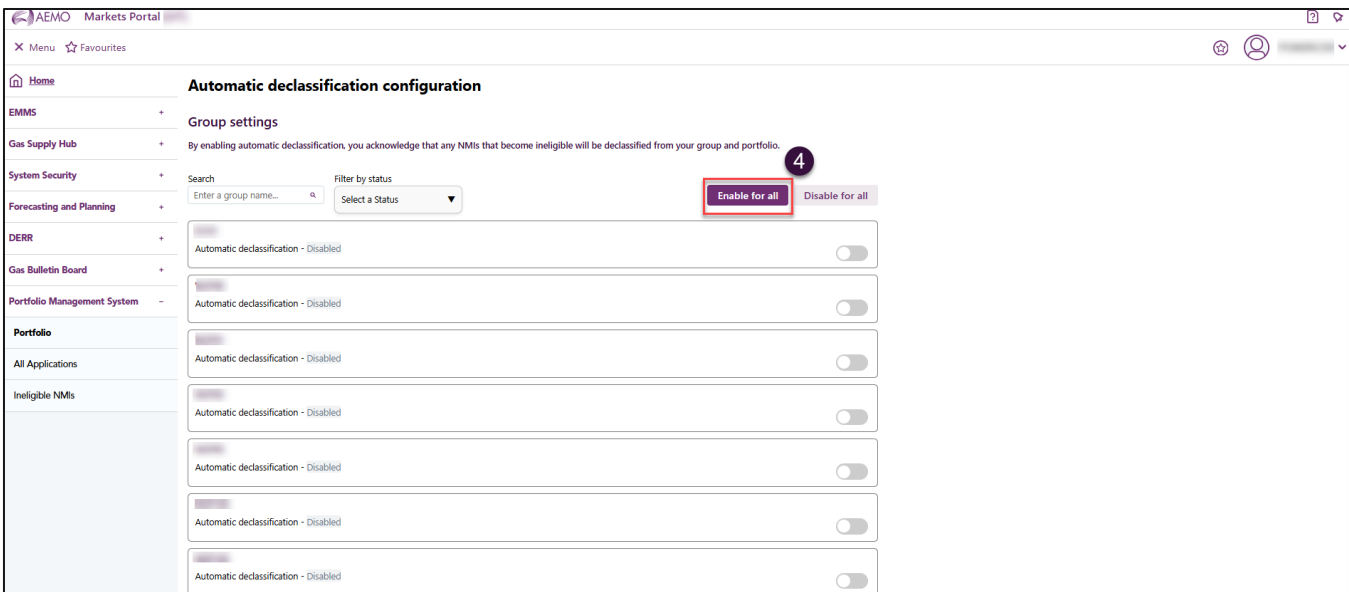 AEMO Markets Portal
Menu Favourites
Home
EMMS
Gas Supply Hub
System Security
Forecasting and Planning
DERR
Gas Bulletin Board
Portfolio Management System
Portfolio
All Applications
Ineligible NMIs
Automatic declassification configuration
Group settings
By enabling automatic declassification, you acknowledge that any NMIs that become ineligible will be declassified from your group and portfolio.
4
Search
Filter by status
Enter a group name...
Select a Status
Enable for all
Disable for all
Automatic declassification - Disabled
Automatic declassification - Disabled
Automatic declassification - Disabled
Automatic declassification - Disabled
Automatic declassification - Disabled
Automatic declassification - Disabled
Automatic declassification - Disabled